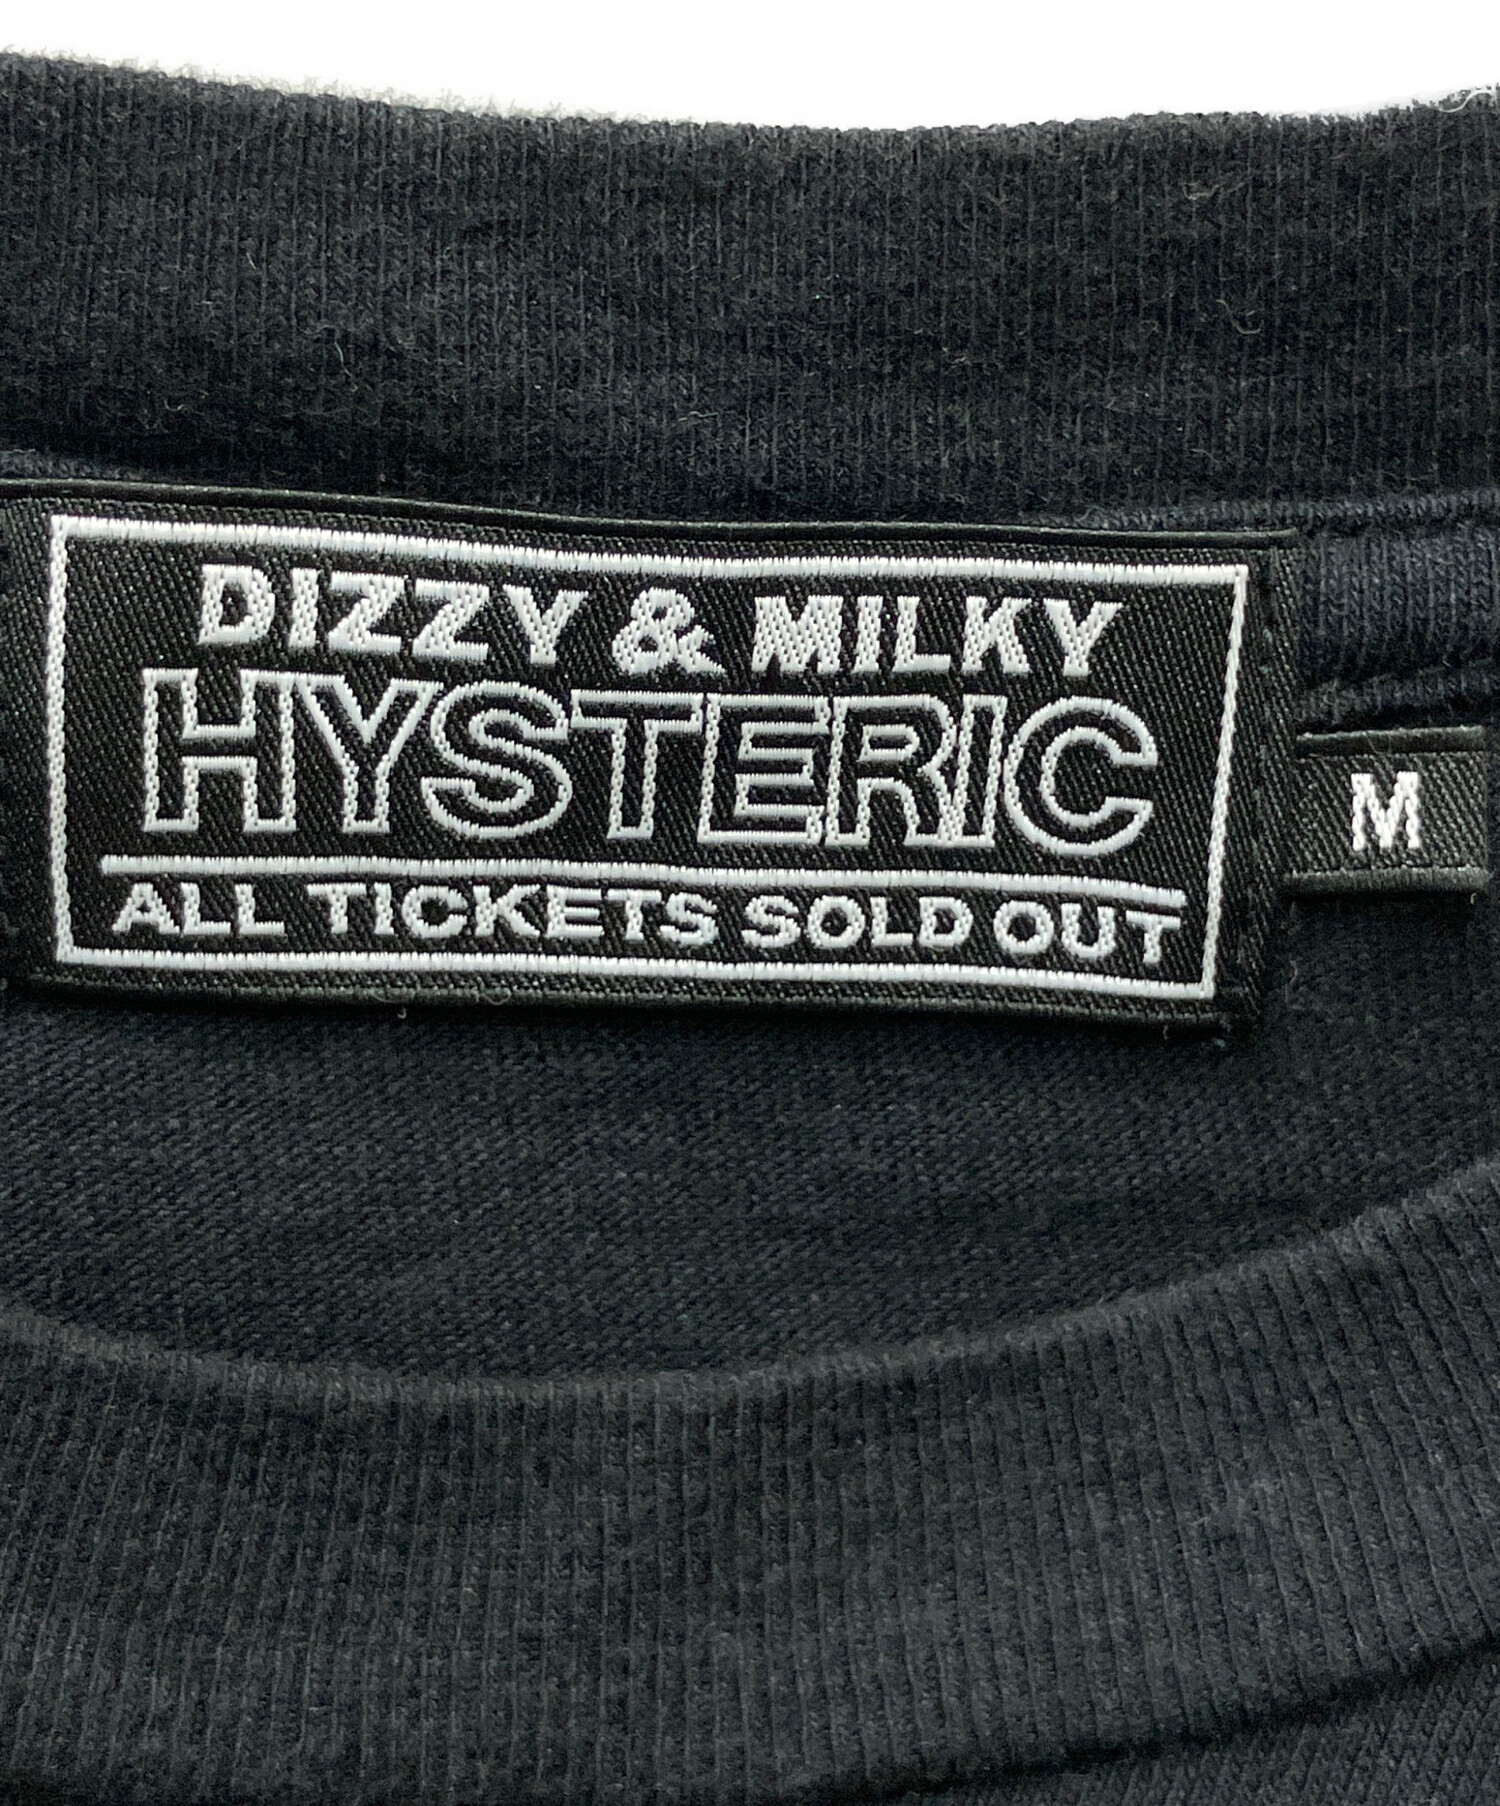 DIZZY & MILKY
HYSTERIC
ALL TICKETS SOLD OUT
M